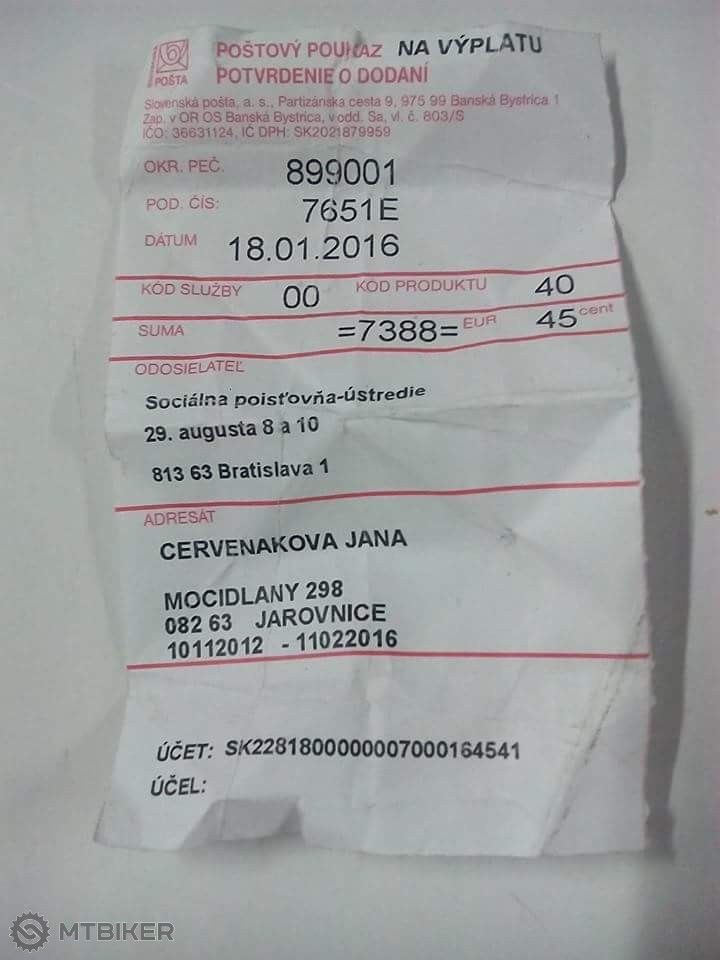 POŠTA
POŠTOVÝ POUKAZ NA VÝPLATU
POTVRDENIE O DODANÍ
Slovenská pošta, a. s., Partizánska cesta 9, 975 99 Banská Bystrica 1
Zap. v OR OS Banská Bystrica, v odd. Sa, vl. č. 803/S
IČO: 36631124, IČ DPH: SK2021879959
OKR. PEČ. 899001
POD. ČÍS: 7651E
DÁTUM 18.01.2016
KÓD SLUŽBY 00 KÓD PRODUKTU 40
SUMA =7388= EUR 45 cent
ODOSIELATEĽ
Sociálna poisťovňa-ústredie
29. augusta 8 a 10
813 63 Bratislava 1
ADRESÁT
CERVENAKOVA JANA
MOCIDLANY 298
082 63 JAROVNICE
10112012 - 11022016
ÚČET: SK2281800000007000164541
ÚČEL:
MTBIKER